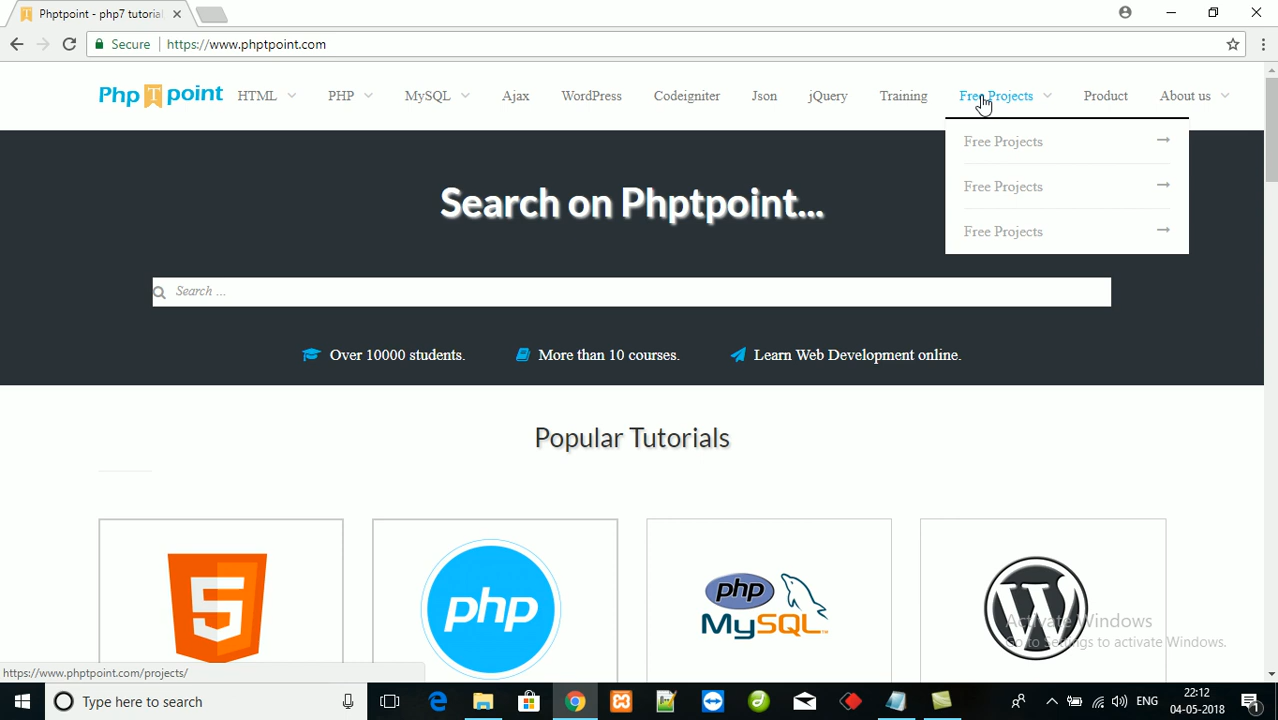 Phptpoint - php7 tutorial
Secure
https://www.phptpoint.com
Php T point
HTML
PHP
MySQL
Ajax
WordPress
Codeigniter
Json
jQuery
Training
Free Projects
Product
About us
Free Projects
Free Projects
Free Projects
Search on Phptpoint...
Search ...
Over 10000 students.
More than 10 courses.
Learn Web Development online.
Popular Tutorials
5
php
php
MySQL
W
Activate Windows
Go to Settings to activate Windows.
https://www.phptpoint.com/projects/
Type here to search
ENG
22:12
04-05-2018
1